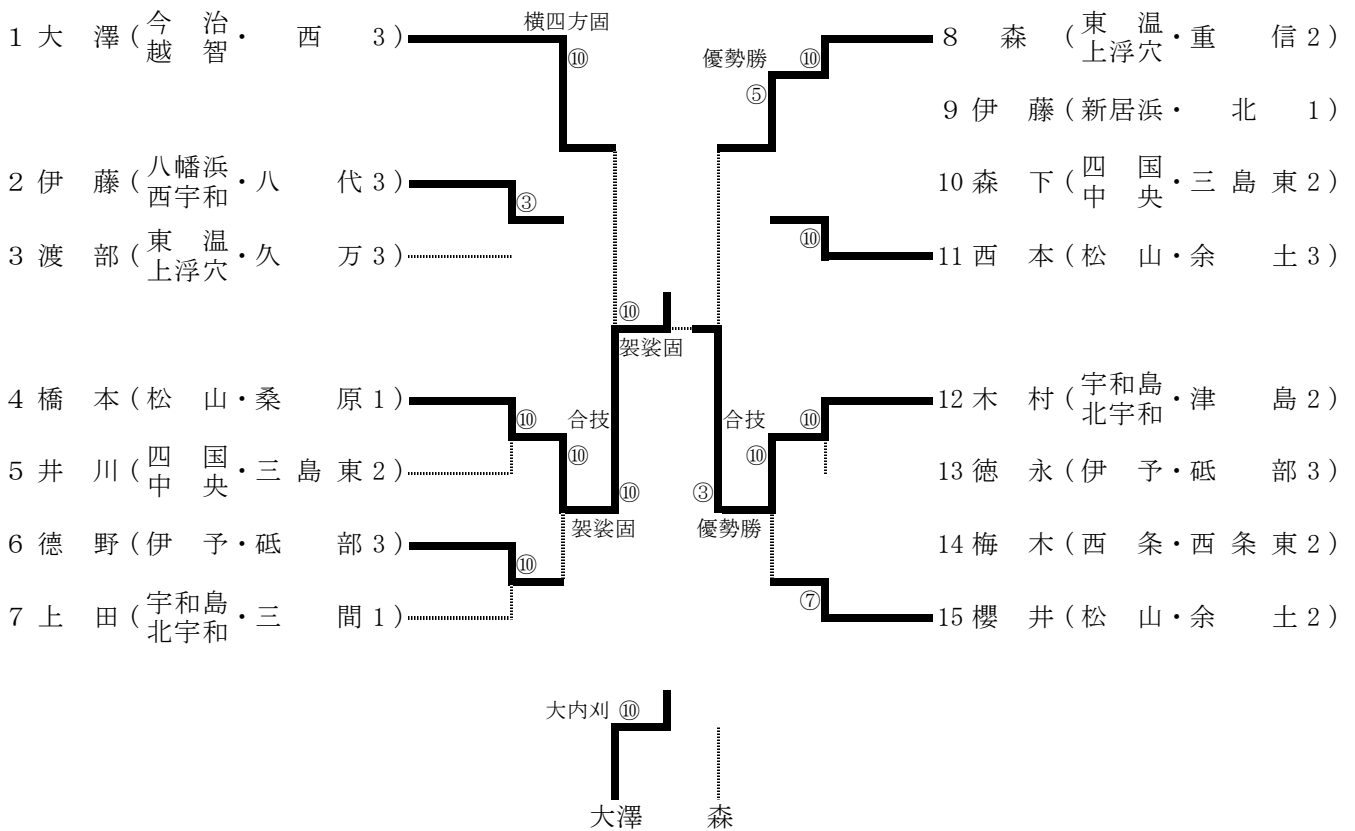 1 大 澤 (今 治 越 智・ 西 3)
横四方固
⑩
2 伊 藤 (八幡浜 西宇和・八 代 3)
③
3 渡 部 (東 温 上浮穴・久 万 3)
4 橋 本 (松 山・桑 原 1)
⑩
5 井 川 (四 国 中 央・三 島 東 2)
合技
⑩
6 德 野 (伊 予・砥 部 3)
⑩
7 上 田 (宇和島 北宇和・三 間 1)
⑩
袈裟固
⑩
袈裟固
8 森 (東 温 上浮穴・重 信 2)
⑩
優勢勝
⑤
9 伊 藤 (新居浜・ 北 1)
10 森 下 (四 国 中 央・三 島 東 2)
11 西 本 (松 山・余 土 3)
⑩
12 木 村 (宇和島 北宇和・津 島 2)
⑩
合技
⑩
13 徳 永 (伊 予・砥 部 3)
③
優勢勝
14 梅 木 (西 条・西 条 東 2)
15 櫻 井 (松 山・余 土 2)
⑦
大内刈 ⑩
大澤 森